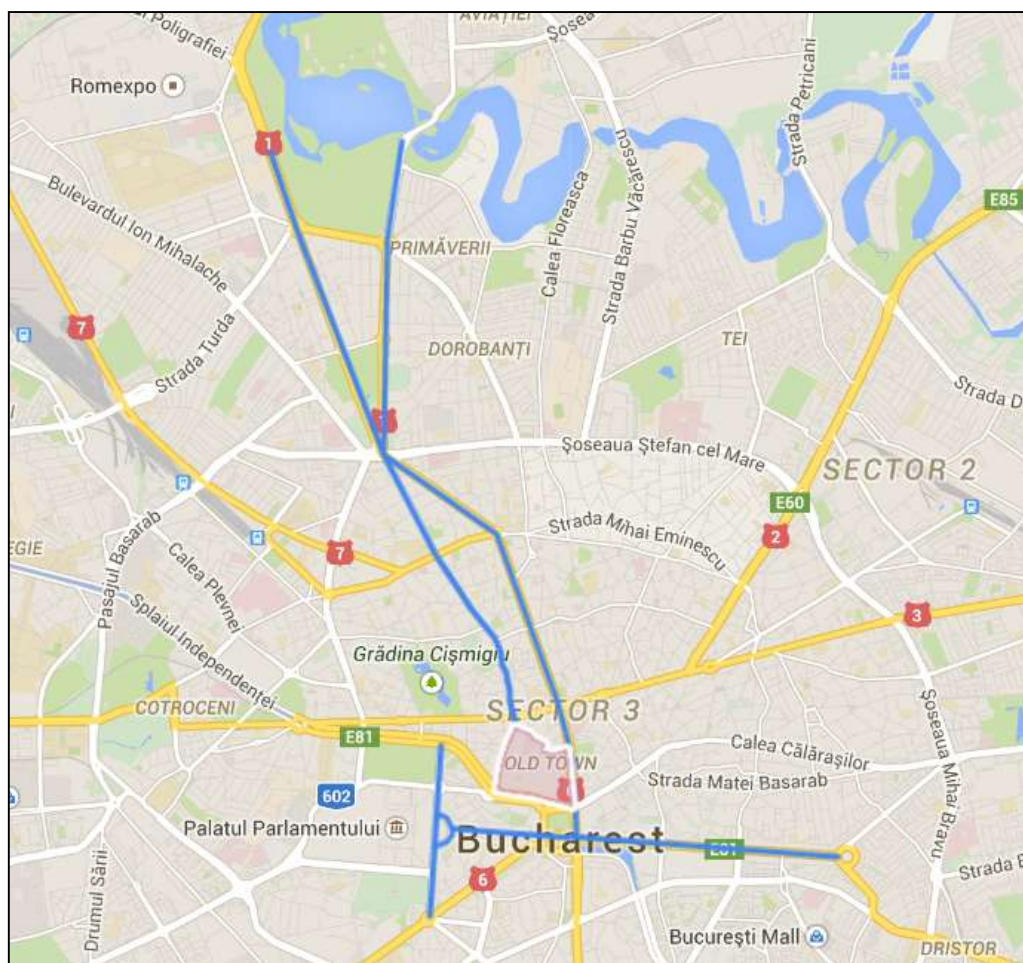 AVIAȚIEI
Șosea
l Poligrafiei
Romexpo
Strada Petricani
1
Strada Barbu Văcărescu
Calea Floreasca
E85
Bulevardul Ion Mihalache
PRIMĂVERII
7
Strada Turda
DOROBANȚI
TEI
Strada D
1
Șoseaua Ștefan cel Mare
SECTOR 2
E60
Pasajul Basarab
EGIE
Calea Plevnei
7
Strada Mihai Eminescu
2
Splaiul Independenței
3
Grădina Cișmigiu
COTROCENI
SECTOR 3
E81
Calea Călărașilor
OLD TOWN
Șoseaua Mihai Bravu
Strada Matei Basarab
602
Palatul Parlamentului
Bucharest
E81
Drumul Sării
6
Strada B
București Mall
DRISTOR